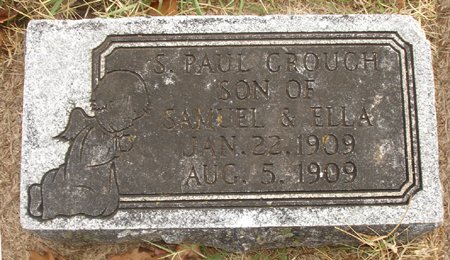 S. PAUL CROUCH
SON OF
SAMUEL & ELLA
JAN. 22. 1909
AUG. 5. 1909